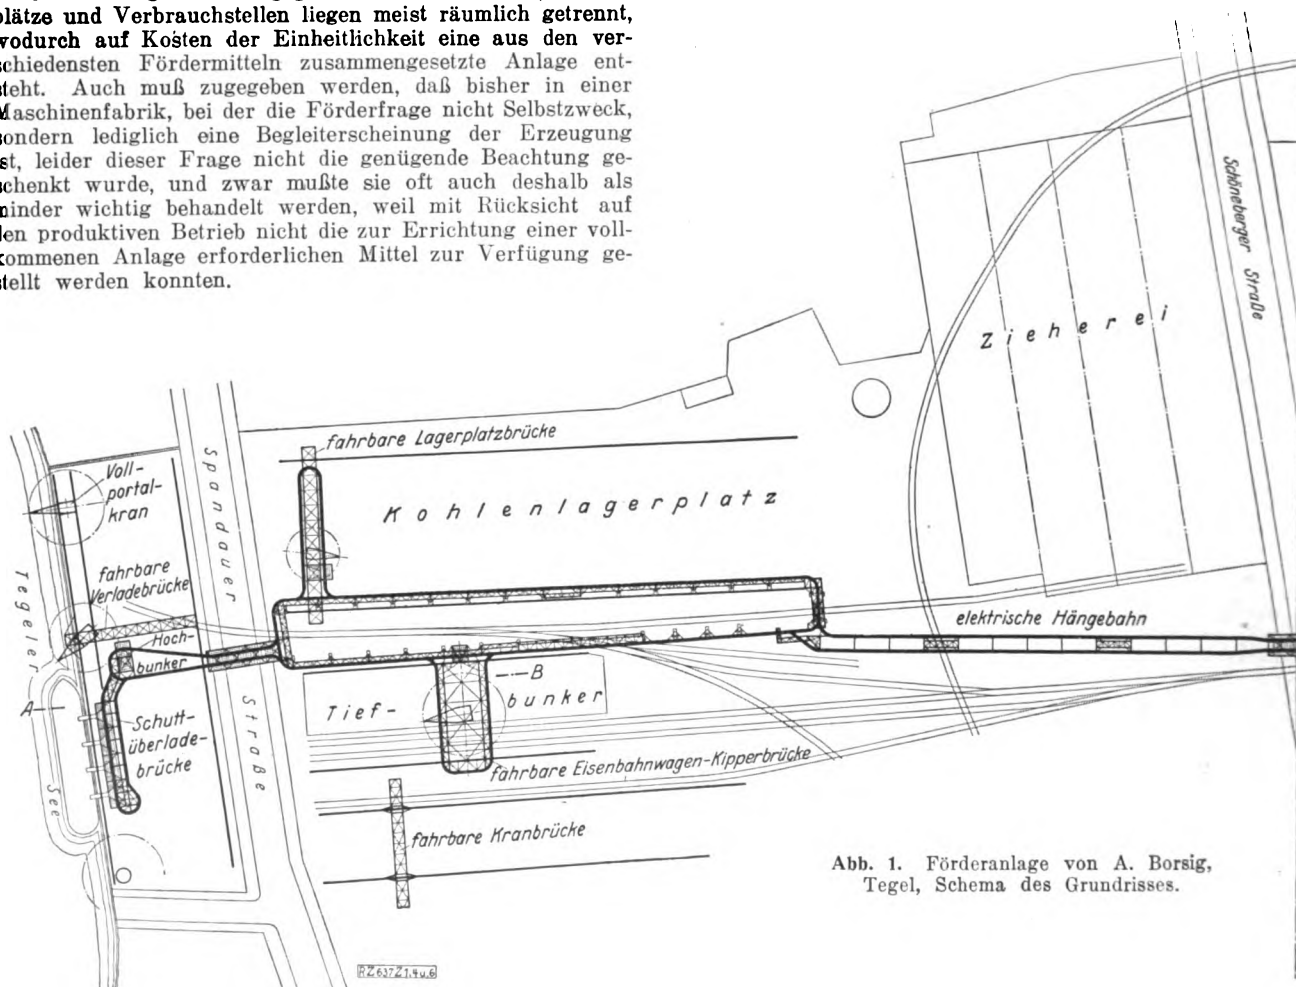 plätze und Verbrauchstellen liegen meist räumlich getrennt,
wodurch auf Kosten der Einheitlichkeit eine aus den ver-
schiedensten Fördermitteln zusammengesetzte Anlage ent-
steht. Auch muß zugegeben werden, daß bisher in einer
Maschinenfabrik, bei der die Förderfrage nicht Selbstzweck,
sondern lediglich eine Begleiterscheinung der Erzeugung
ist, leider dieser Frage nicht die genügende Beachtung ge-
schenkt wurde, und zwar mußte sie oft auch deshalb als
minder wichtig behandelt werden, weil mit Rücksicht auf
den produktiven Betrieb nicht die zur Errichtung einer voll-
kommenen Anlage erforderlichen Mittel zur Verfügung ge-
stellt werden konnten.
Schöneberger Straße
Zieherei
fahrbare Lagerplatzbrücke
Kohlenlagerplatz
Voll-
portal-
kran
Spandauer
Straße
fahrbare
Verladebrücke
Tegeler
See
Hoch-
bunker
elektrische Hängebahn
A
B
Tief-
bunker
Schutt-
überlade-
brücke
fahrbare Eisenbahnwagen-Kipperbrücke
fahrbare Kranbrücke
Abb. 1. Förderanlage von A. Borsig,
Tegel, Schema des Grundrisses.
RZ637Z1,4u.6